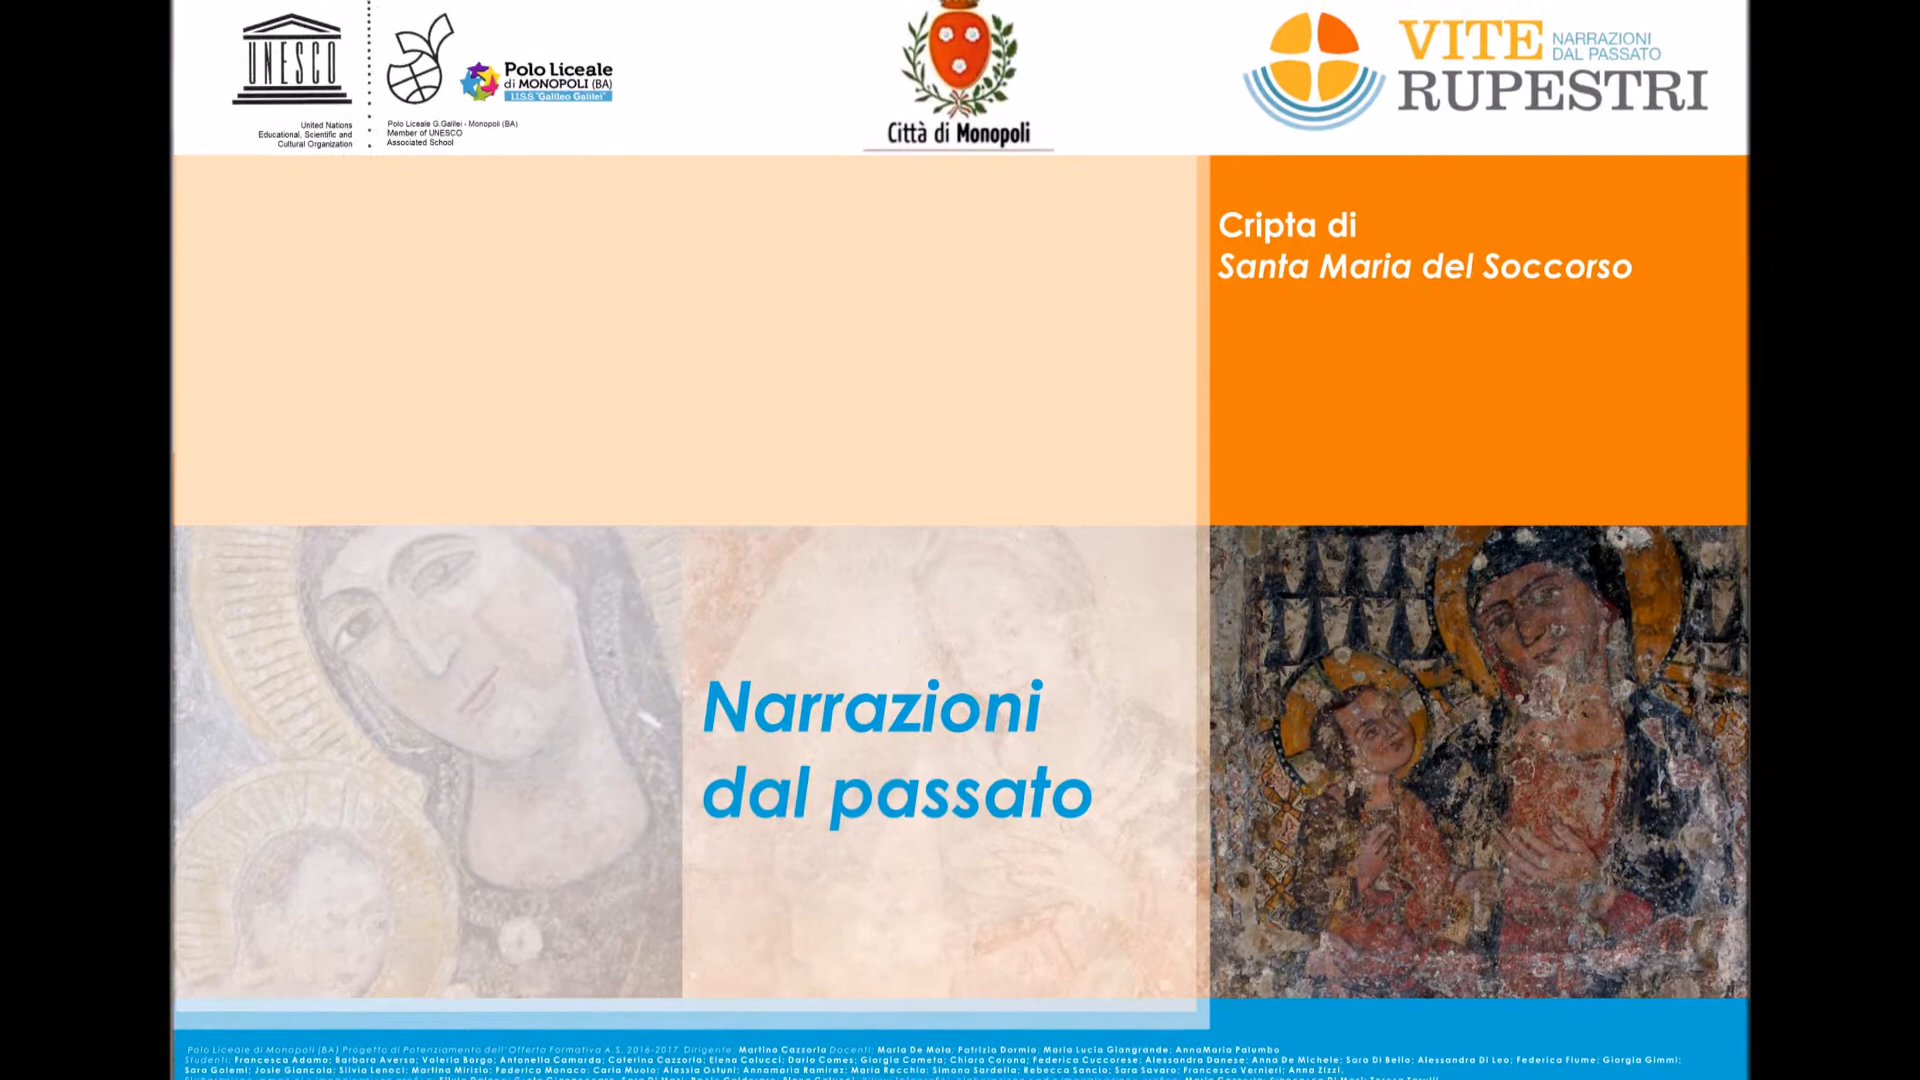 UNESCO
United Nations
Educational, Scientific and
Cultural Organization
Polo Liceale
di MONOPOLI (BA)
I.I.S.S. "Galileo Galilei"
Polo Liceale G.Galilei - Monopoli (BA)
Member of UNESCO
Associated School
Città di Monopoli
VITE
NARRAZIONI
DAL PASSATO
RUPESTRI
Cripta di
Santa Maria del Soccorso
Narrazioni
dal passato
Polo Liceale di Monopoli (BA) Progetto di Potenziamento dell'Offerta Formativa A.S. 2016-2017. Dirigente: Martino Cazzorla Docenti: Maria De Mola, Patrizia Dormio, Maria Lucia Giangrande, AnnaMaria Palumbo
Studenti: Francesca Adamo; Barbara Aversa; Valeria Borgo; Antonella Camarda; Caterina Cazzorla; Elena Colucci; Dario Comes; Giorgia Cometa; Chiara Corona; Federica Cuccorese; Alessandra Danese; Anna De Michele; Sara Di Bello; Alessandra Di Leo; Federica Fiume; Giorgia Gimmi;
Sara Golemi; Josie Giancola; Silvia Lenoci; Martina Mirizio; Federica Monaco; Carla Muolo; Alessia Ostuni; Annamaria Ramirez; Maria Recchia; Simona Sardella; Rebecca Sancio; Sara Savaro; Francesco Vernieri; Anna Zizzi.